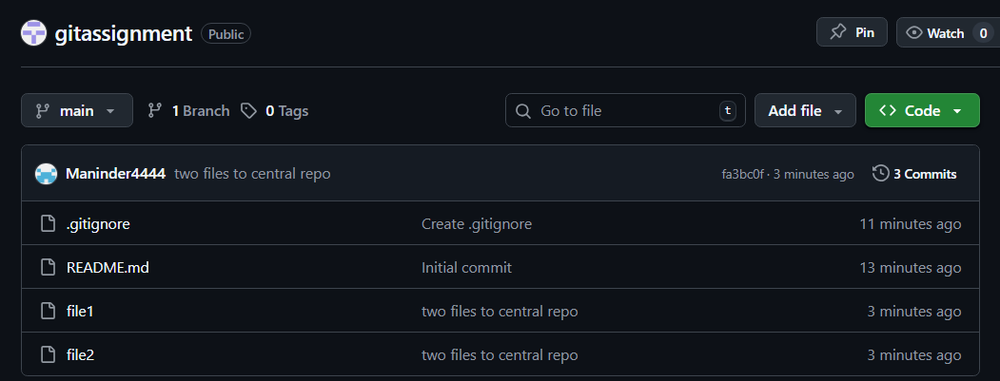 gitassignment Public Pin Watch 0
main 1 Branch 0 Tags Go to file t Add file Code
Maninder4444 two files to central repo fa3bc0f · 3 minutes ago 3 Commits
.gitignore Create .gitignore 11 minutes ago
README.md Initial commit 13 minutes ago
file1 two files to central repo 3 minutes ago
file2 two files to central repo 3 minutes ago